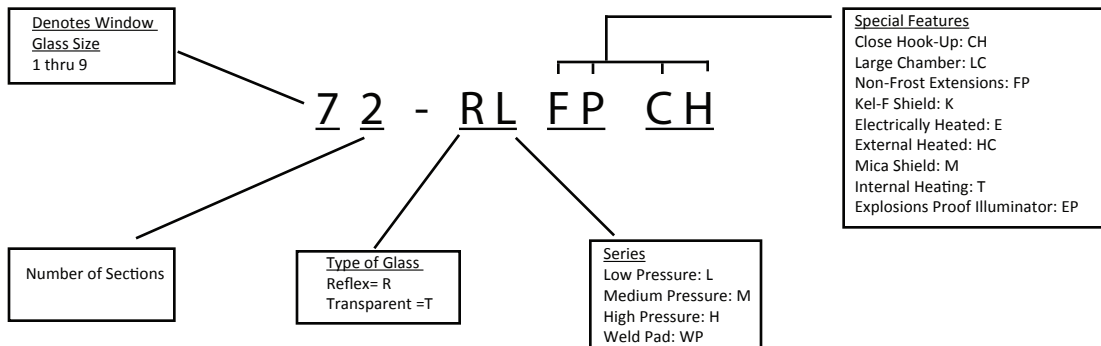 Denotes Window
Glass Size
1 thru 9
Special Features
Close Hook-Up: CH
Large Chamber: LC
Non-Frost Extensions: FP
Kel-F Shield: K
Electrically Heated: E
External Heated: HC
Mica Shield: M
Internal Heating: T
Explosions Proof Illuminator: EP
7 2 - R L F P C H
Number of Sections
Type of Glass
Reflex= R
Transparent =T
Series
Low Pressure: L
Medium Pressure: M
High Pressure: H
Weld Pad: WP